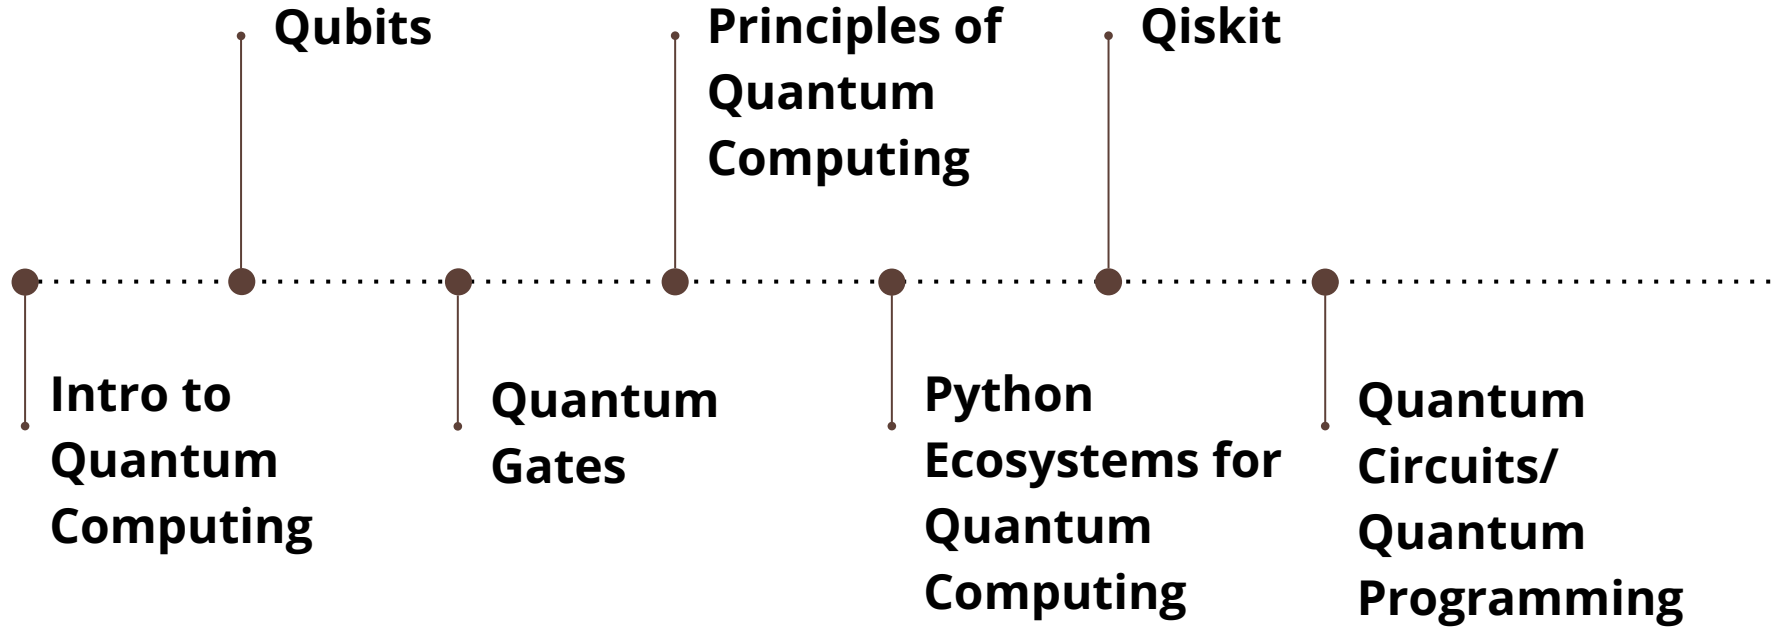 Intro to
Quantum
Computing
Qubits
Quantum
Gates
Principles of
Quantum
Computing
Python
Ecosystems for
Quantum
Computing
Qiskit
Quantum
Circuits/
Quantum
Programming